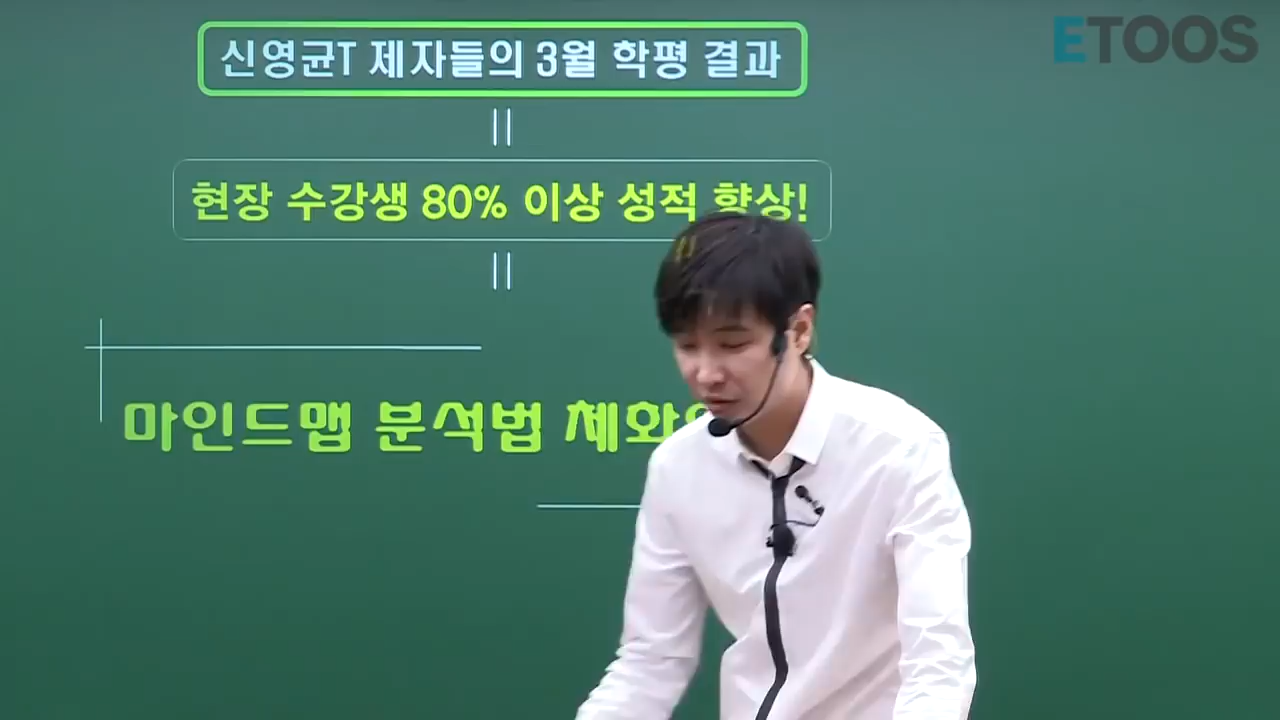 ETOOS
신영균T 제자들의 3월 학평 결과
현장 수강생 80% 이상 성적 향상!
마인드맵 분석법 체화